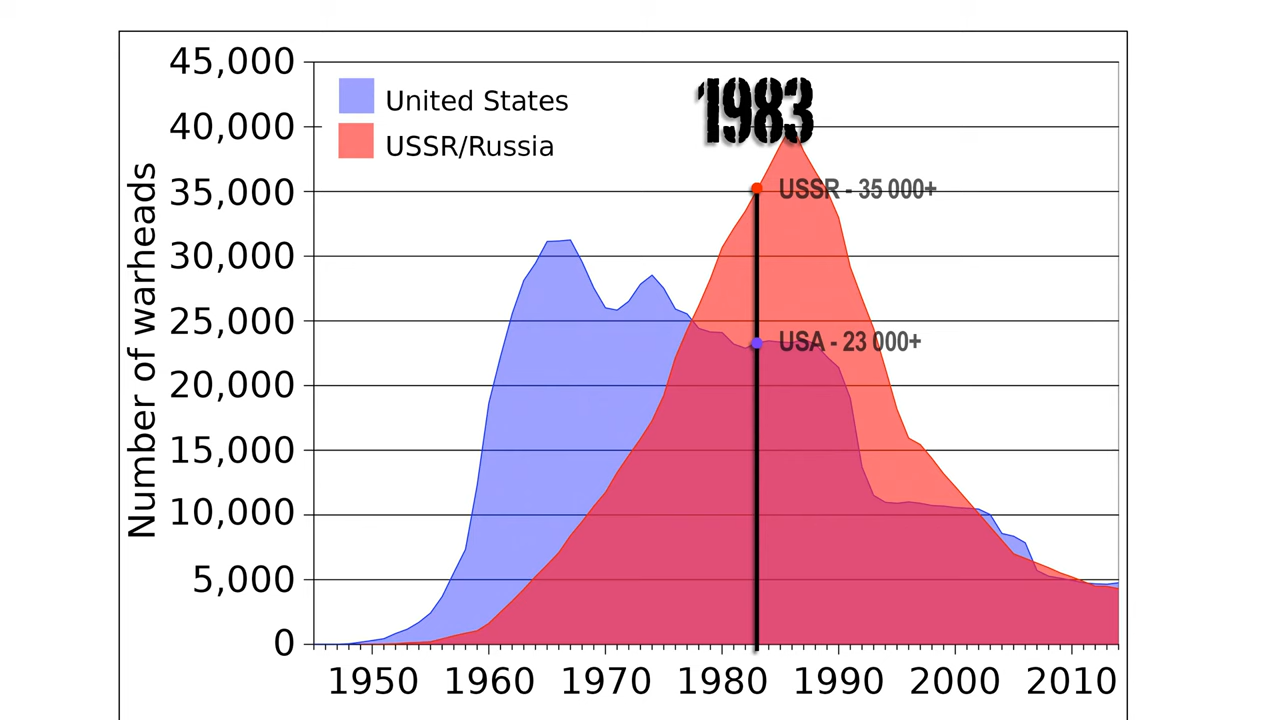 45,000
40,000
35,000
30,000
25,000
20,000
15,000
10,000
5,000
0
Number of warheads
United States
USSR/Russia
1983
USSR - 35 000+
USA - 23 000+
1950 1960 1970 1980 1990 2000 2010